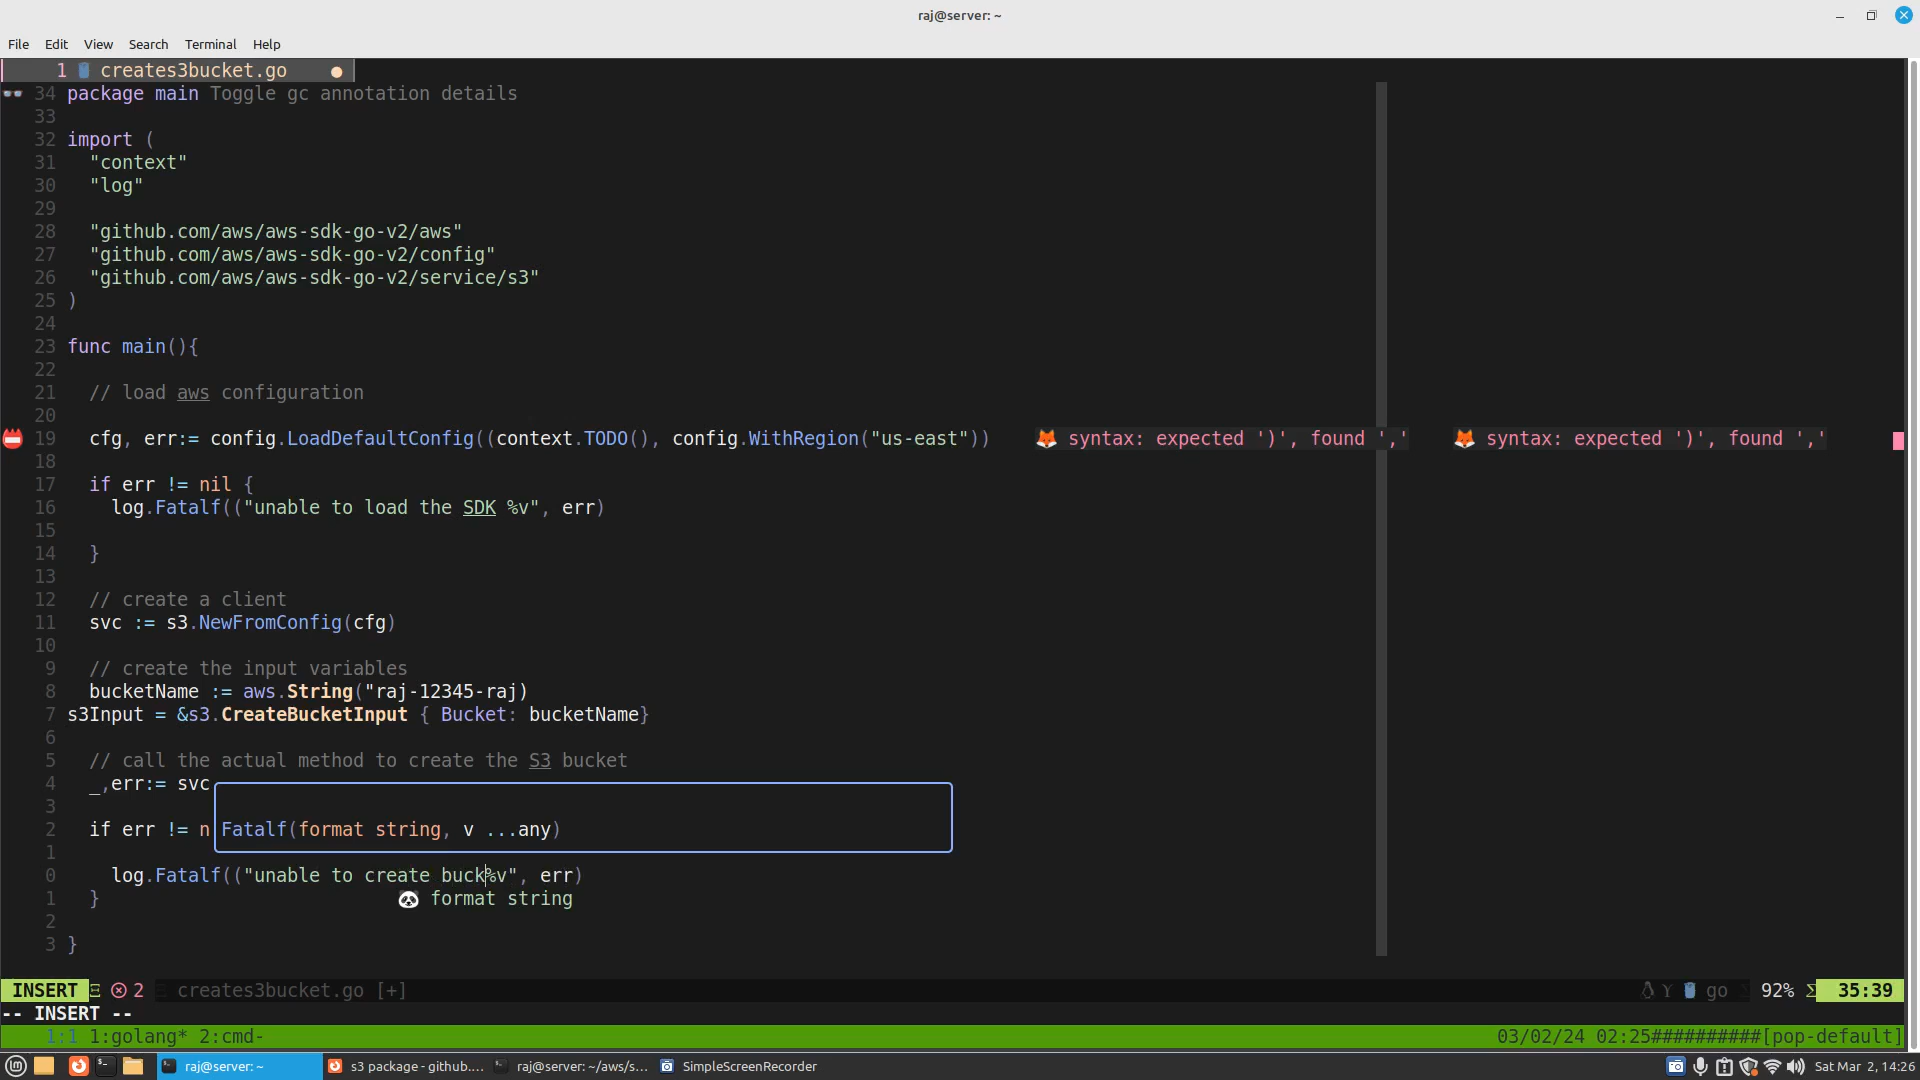 raj@server: ~
File Edit View Search Terminal Help
1 creates3bucket.go
34 package main Toggle gc annotation details
33
32 import (
31 "context"
30 "log"
29
28 "github.com/aws/aws-sdk-go-v2/aws"
27 "github.com/aws/aws-sdk-go-v2/config"
26 "github.com/aws/aws-sdk-go-v2/service/s3"
25 )
24
23 func main(){
22
21 // load aws configuration
20
19 cfg, err:= config.LoadDefaultConfig((context.TODO(), config.WithRegion("us-east")) syntax: expected ')', found ',' syntax: expected ')', found ','
18
17 if err != nil {
16 log.Fatalf(("unable to load the SDK %v", err)
15
14 }
13
12 // create a client
11 svc := s3.NewFromConfig(cfg)
10
9 // create the input variables
8 bucketName := aws.String("raj-12345-raj)
7 s3Input = &s3.CreateBucketInput { Bucket: bucketName}
6
5 // call the actual method to create the S3 bucket
4 _,err:= svc
3
2 if err != n Fatalf(format string, v ...any)
1
0 log.Fatalf(("unable to create buck%v", err)
1 } format string
2
3 }
INSERT 2 creates3bucket.go [+] go 92% 35:39
-- INSERT --
1:1 1:golang* 2:cmd- 03/02/24 02:25##########[pop-default]
raj@server: ~ s3 package - github.... raj@server: ~/aws/s... SimpleScreenRecorder Sat Mar 2, 14:26